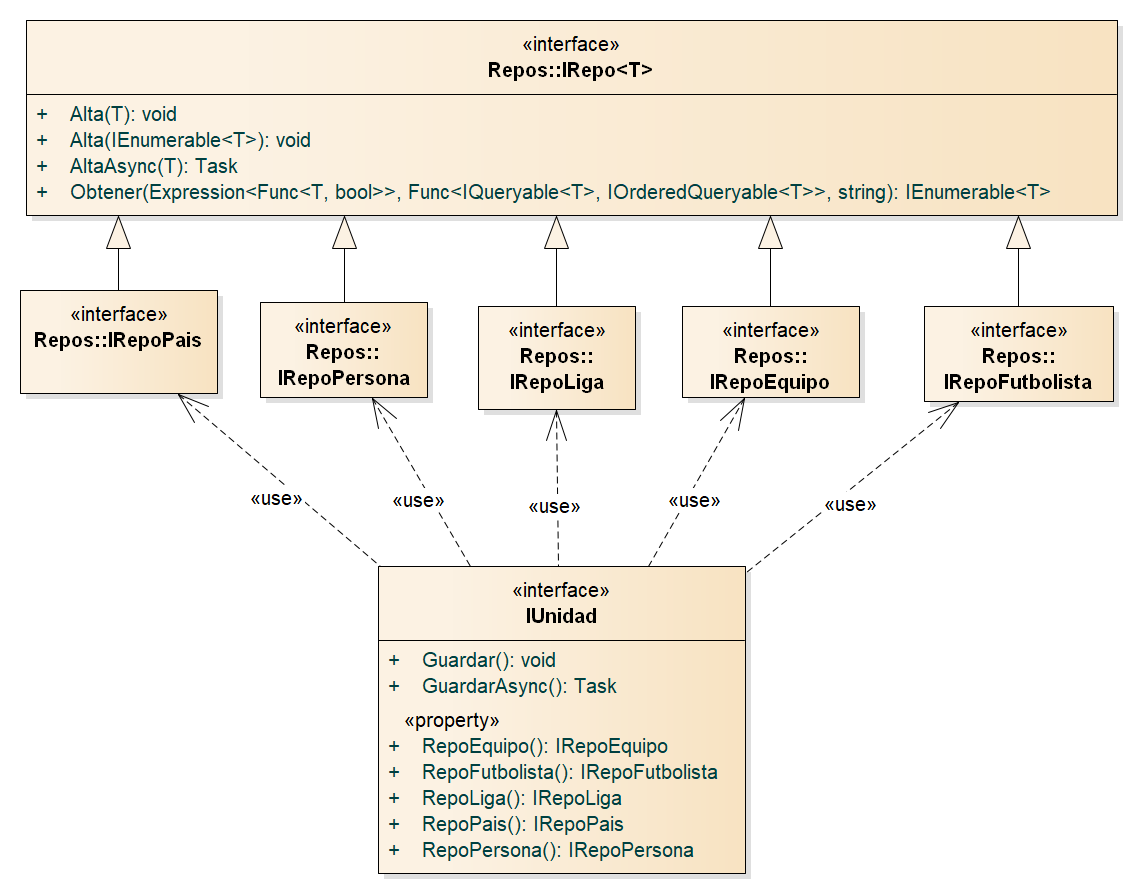 «interface»
Repos::IRepo<T>
+ Alta(T): void
+ Alta(IEnumerable<T>): void
+ AltaAsync(T): Task
+ Obtener(Expression<Func<T, bool>>, Func<IQueryable<T>, IOrderedQueryable<T>>, string): IEnumerable<T>
«interface»
Repos::IRepoPais
«interface»
Repos::
IRepoPersona
«interface»
Repos::
IRepoLiga
«interface»
Repos::
IRepoEquipo
«interface»
Repos::
IRepoFutbolista
«use»
«use»
«use»
«use»
«use»
«interface»
IUnidad
+ Guardar(): void
+ GuardarAsync(): Task
«property»
+ RepoEquipo(): IRepoEquipo
+ RepoFutbolista(): IRepoFutbolista
+ RepoLiga(): IRepoLiga
+ RepoPais(): IRepoPais
+ RepoPersona(): IRepoPersona